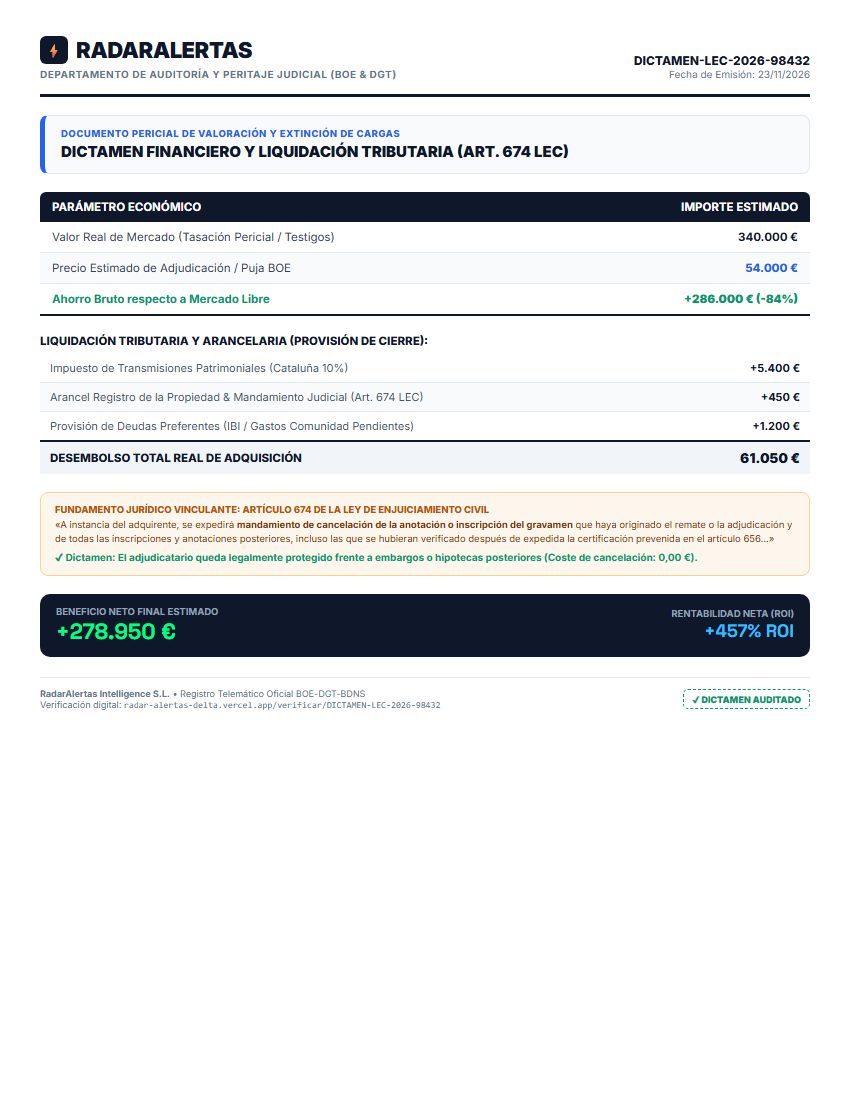 RADARALERTAS
DEPARTAMENTO DE AUDITORÍA Y PERITAJE JUDICIAL (BOE & DGT)
DICTAMEN-LEC-2026-98432
Fecha de Emisión: 23/11/2026
DOCUMENTO PERICIAL DE VALORACIÓN Y EXTINCIÓN DE CARGAS
DICTAMEN FINANCIERO Y LIQUIDACIÓN TRIBUTARIA (ART. 674 LEC)
PARÁMETRO ECONÓMICO IMPORTE ESTIMADO
Valor Real de Mercado (Tasación Pericial / Testigos) 340.000 €
Precio Estimado de Adjudicación / Puja BOE 54.000 €
Ahorro Bruto respecto a Mercado Libre +286.000 € (-84%)
LIQUIDACIÓN TRIBUTARIA Y ARANCELARIA (PROVISIÓN DE CIERRE):
Impuesto de Transmisiones Patrimoniales (Cataluña 10%) +5.400 €
Arancel Registro de la Propiedad & Mandamiento Judicial (Art. 674 LEC) +450 €
Provisión de Deudas Preferentes (IBI / Gastos Comunidad Pendientes) +1.200 €
DESEMBOLSO TOTAL REAL DE ADQUISICIÓN 61.050 €
FUNDAMENTO JURÍDICO VINCULANTE: ARTÍCULO 674 DE LA LEY DE ENJUICIAMIENTO CIVIL
«A instancia del adquirente, se expedirá mandamiento de cancelación de la anotación o inscripción del gravamen que haya originado el remate o la adjudicación y
de todas las inscripciones y anotaciones posteriores, incluso las que se hubieran verificado después de expedida la certificación prevenida en el artículo 656...»
✓ Dictamen: El adjudicatario queda legalmente protegido frente a embargos o hipotecas posteriores (Coste de cancelación: 0,00 €).
BENEFICIO NETO FINAL ESTIMADO
+278.950 €
RENTABILIDAD NETA (ROI)
+457% ROI
RadarAlertas Intelligence S.L. • Registro Telemático Oficial BOE-DGT-BDNS
Verificación digital: radar-alertas-delta.vercel.app/verificar/DICTAMEN-LEC-2026-98432
✓ DICTAMEN AUDITADO